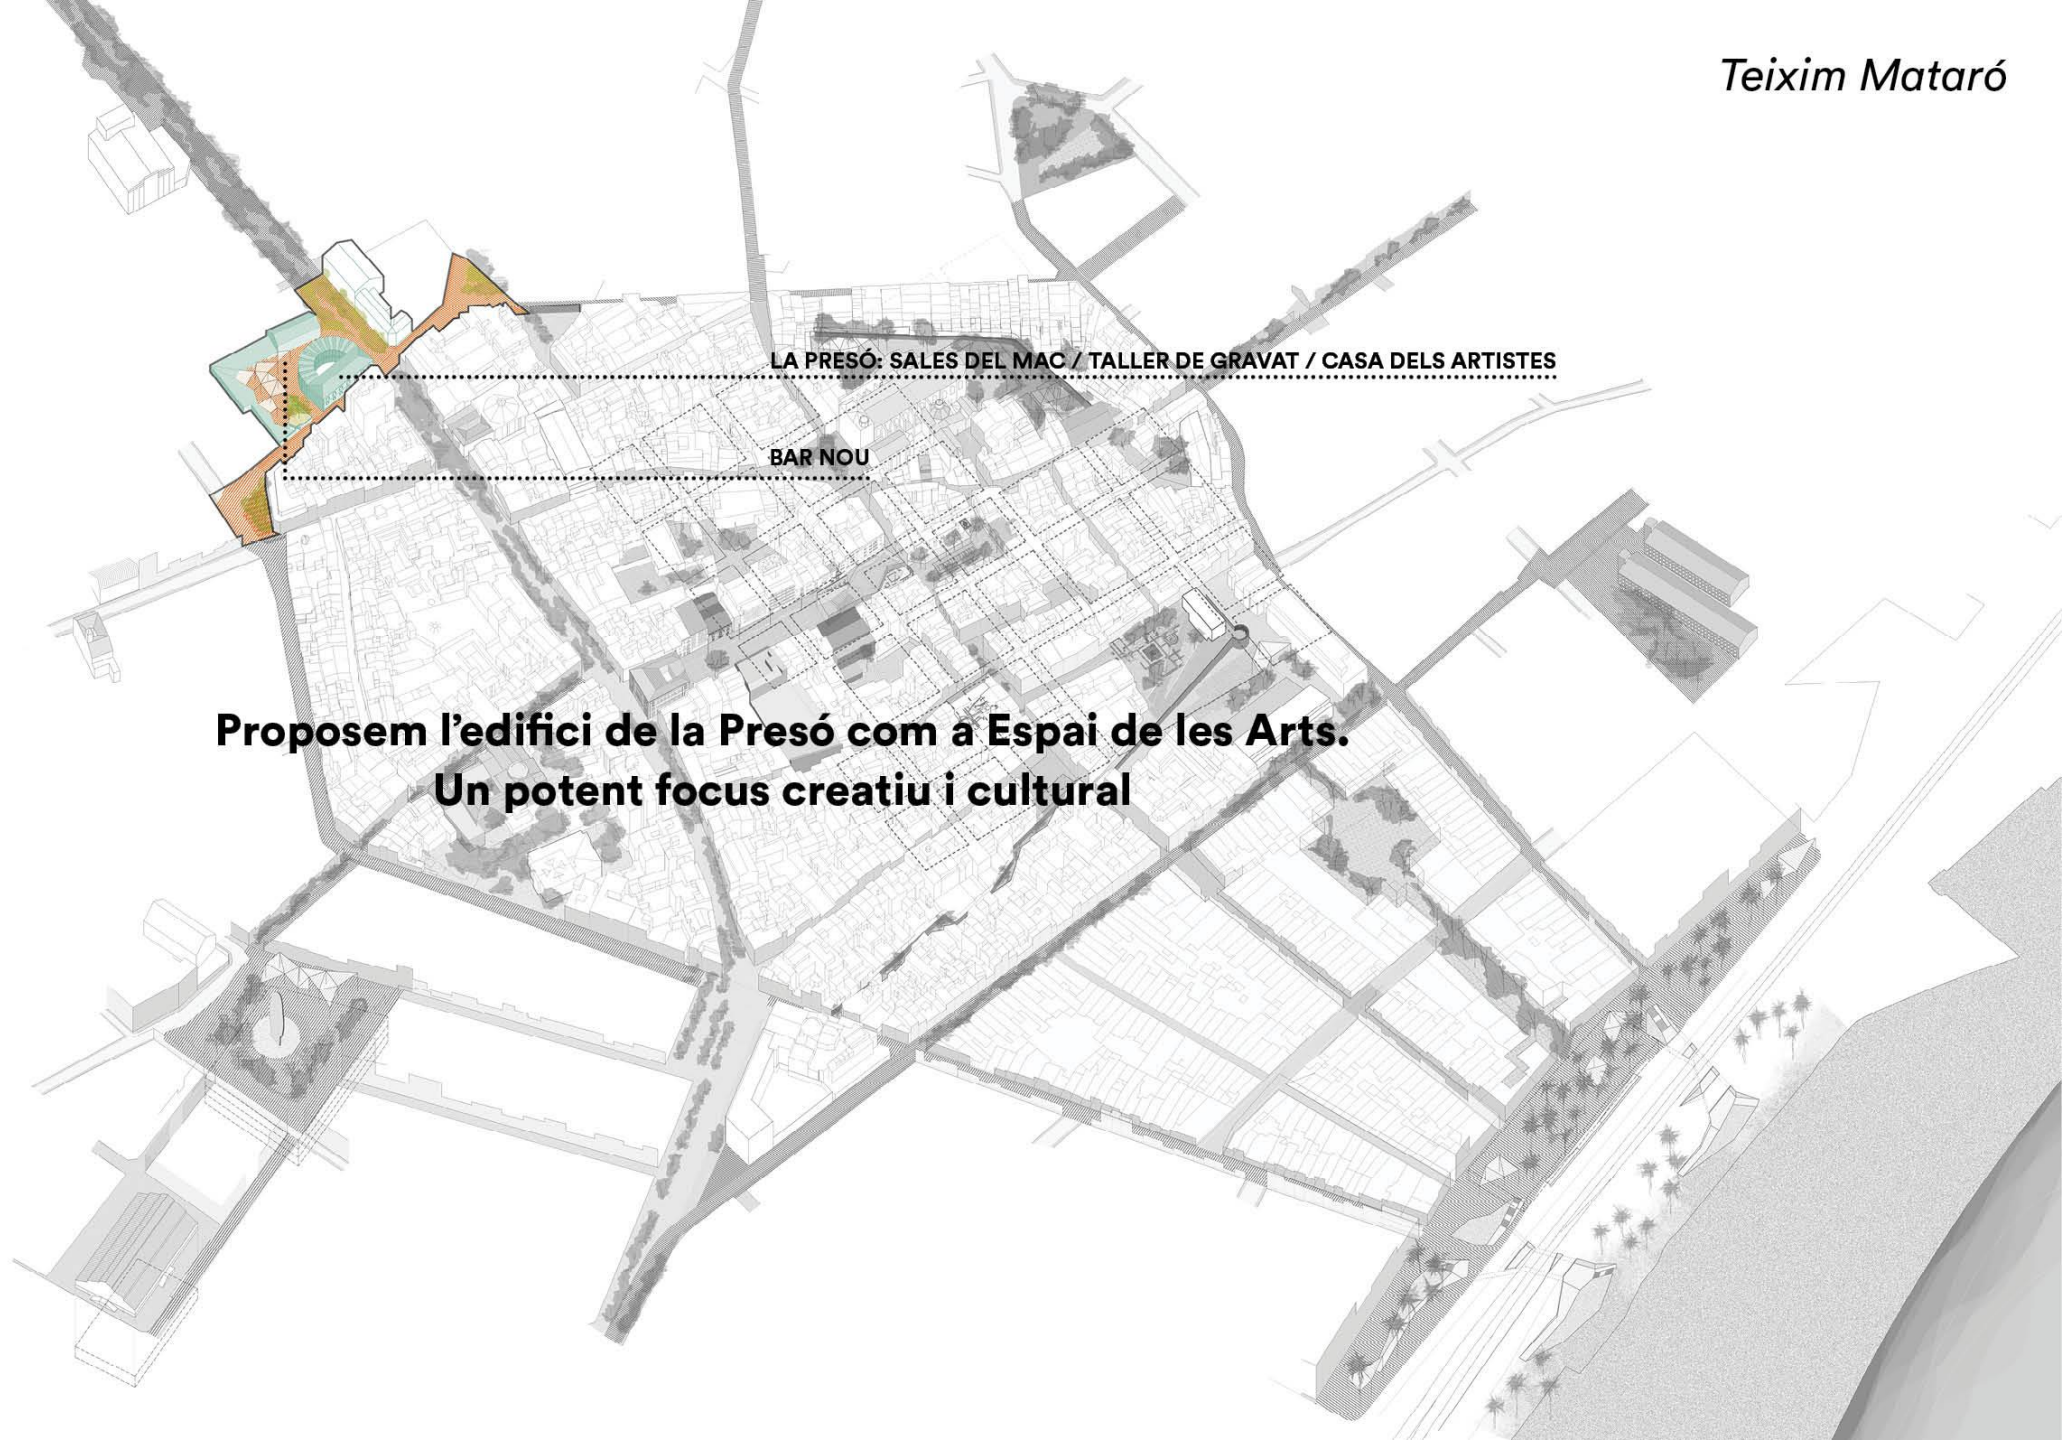 Teixim Mataró
LA PRESÓ: SALES DEL MAC / TALLER DE GRAVAT / CASA DELS ARTISTES
BAR NOU
Proposem l’edifici de la Presó com a Espai de les Arts.
Un potent focus creatiu i cultural